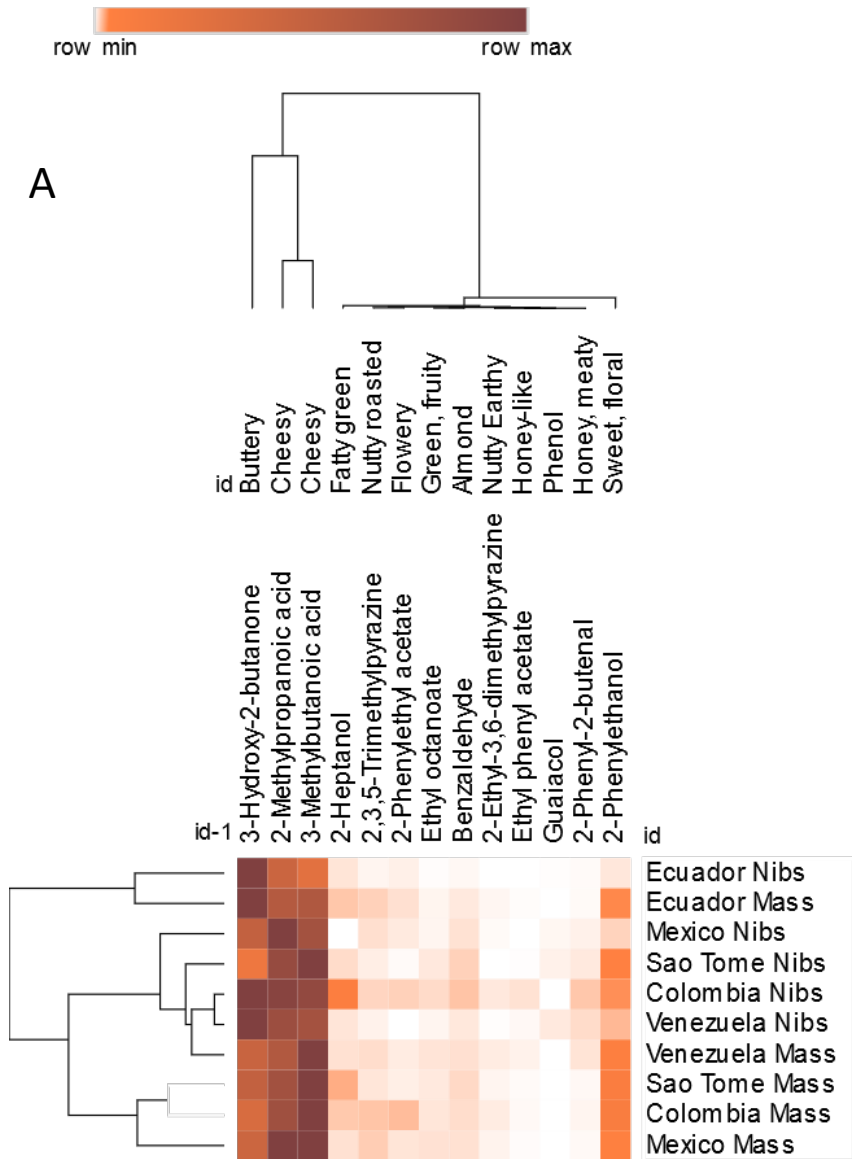 row min row max
A
id Buttery Cheesy Cheesy Fatty green Nutty roasted Flowery Green, fruity Almond Nutty Earthy Honey-like Phenol Honey, meaty Sweet, floral
id-1 3-Hydroxy-2-butanone 2-Methylpropanoic acid 3-Methylbutanoic acid 2-Heptanol 2,3,5-Trimethylpyrazine 2-Phenylethyl acetate Ethyl octanoate Benzaldehyde 2-Ethyl-3,6-dimethylpyrazine Ethyl phenyl acetate Guaiacol 2-Phenyl-2-butenal 2-Phenylethanol id
Ecuador Nibs
Ecuador Mass
Mexico Nibs
Sao Tome Nibs
Colombia Nibs
Venezuela Nibs
Venezuela Mass
Sao Tome Mass
Colombia Mass
Mexico Mass